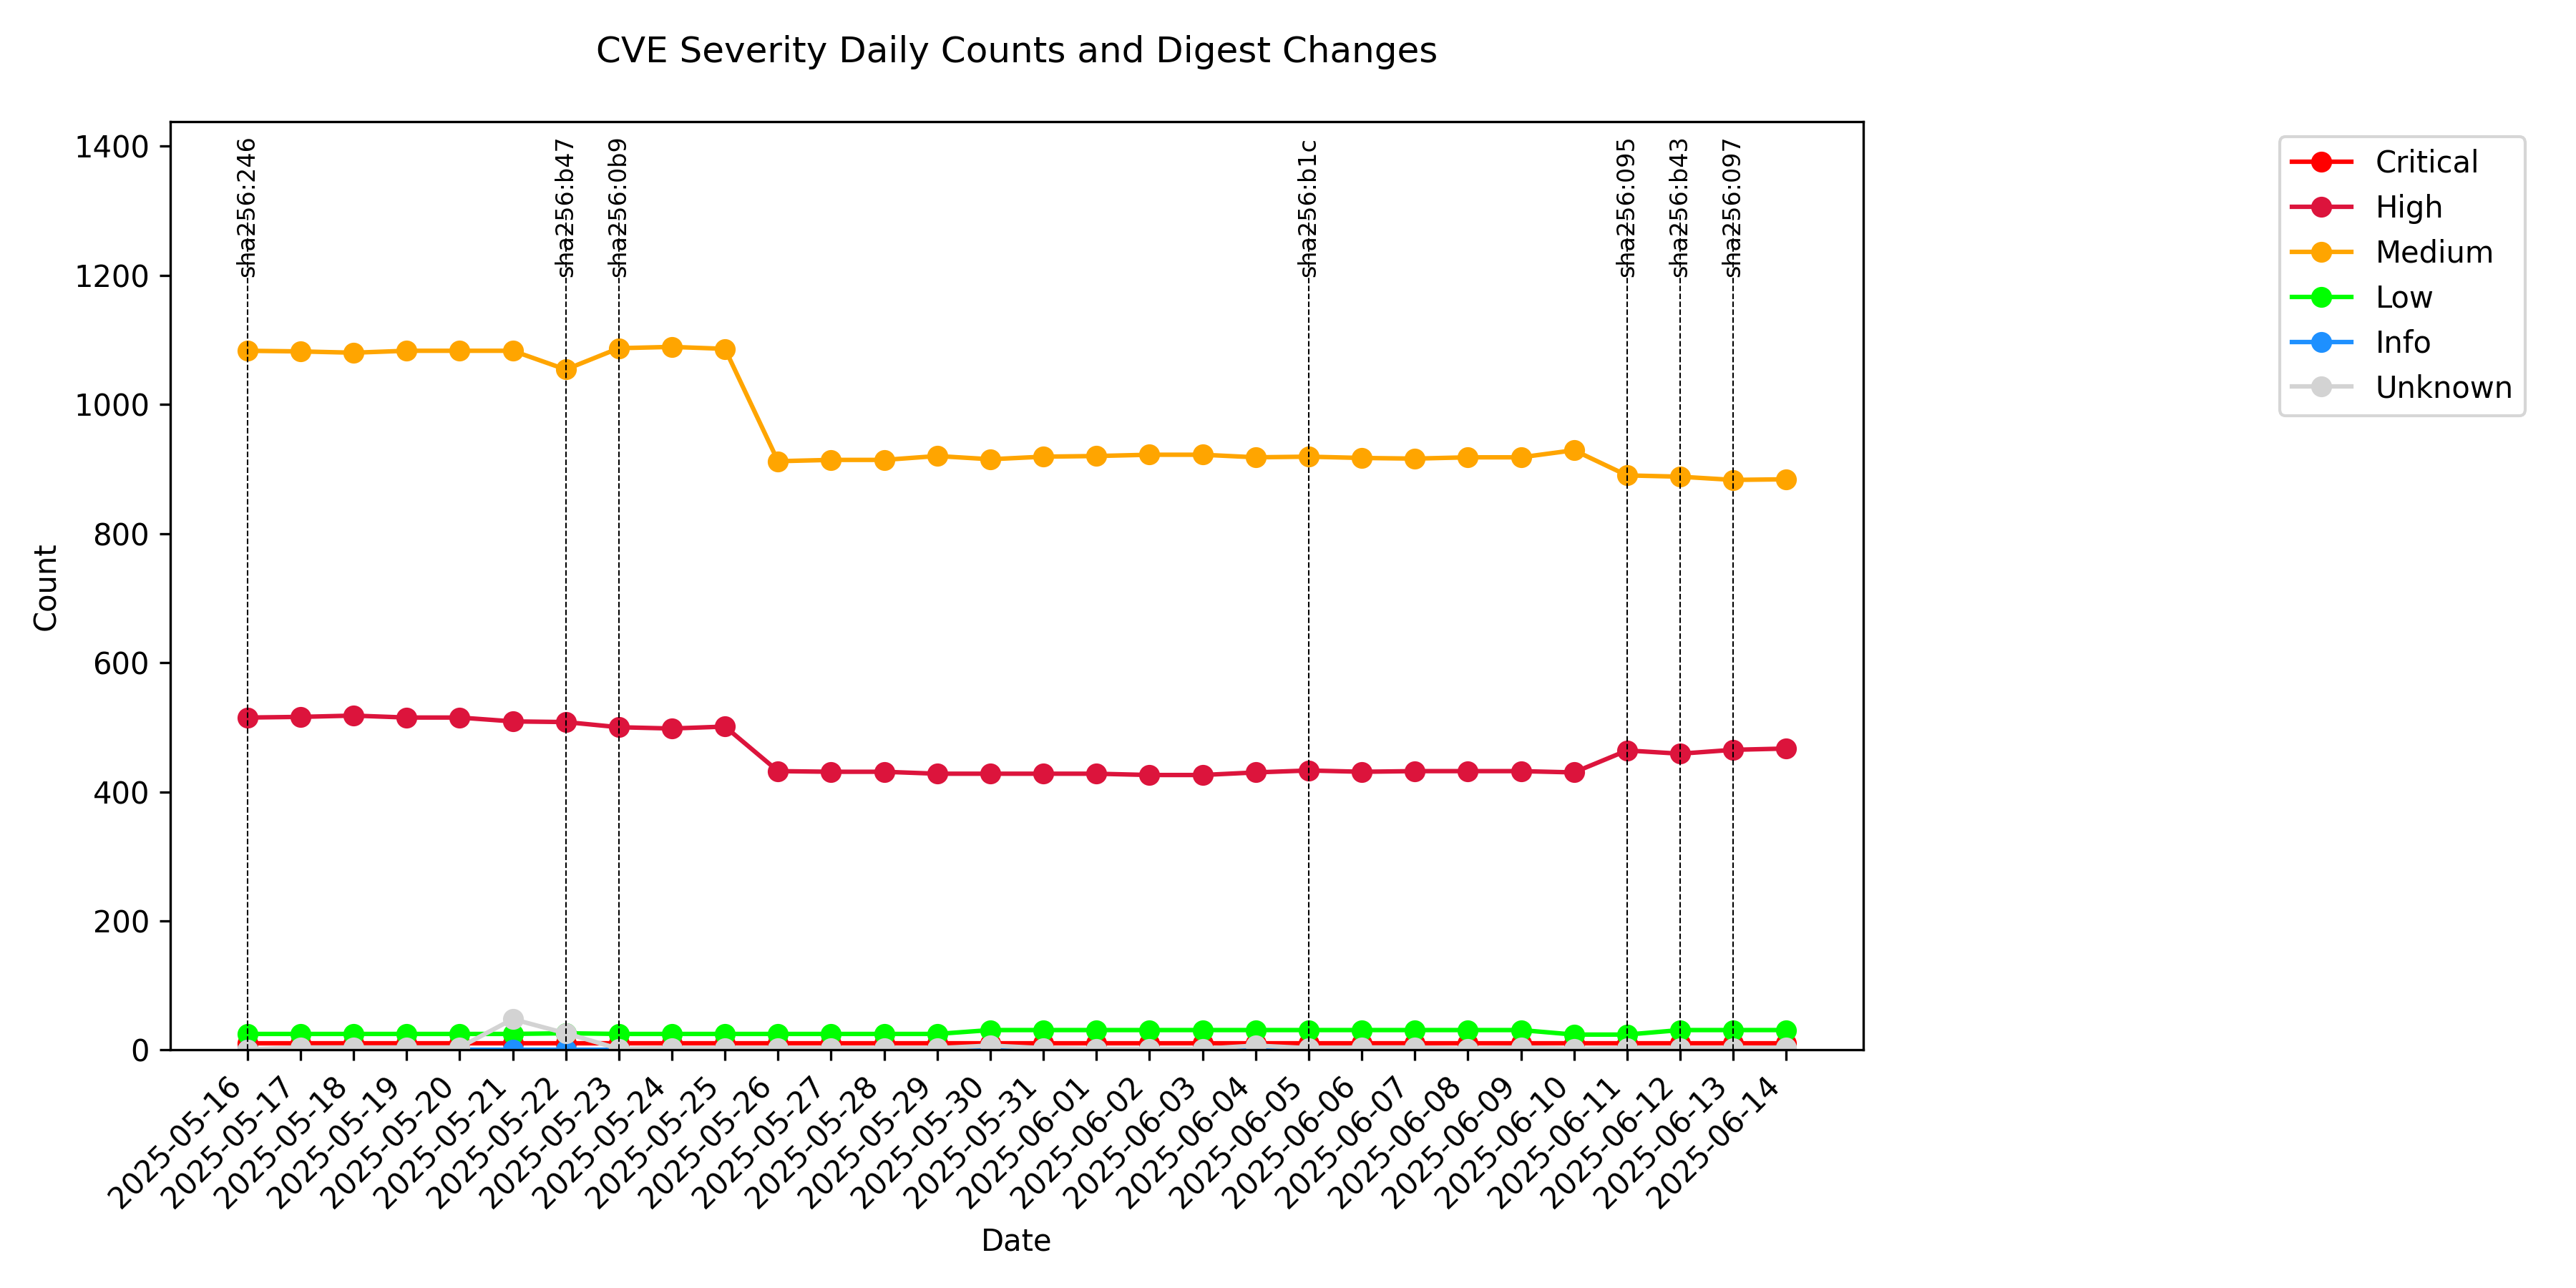 CVE Severity Daily Counts and Digest Changes
1400
1200
1000
800
600
400
200
0
Count
sha256:246
sha256:b47
sha256:0b9
sha256:b1c
sha256:095
sha256:b43
sha256:097
Critical
High
Medium
Low
Info
Unknown
2025-05-16
2025-05-17
2025-05-18
2025-05-19
2025-05-20
2025-05-21
2025-05-22
2025-05-23
2025-05-24
2025-05-25
2025-05-26
2025-05-27
2025-05-28
2025-05-29
2025-05-30
2025-05-31
2025-06-01
2025-06-02
2025-06-03
2025-06-04
2025-06-05
2025-06-06
2025-06-07
2025-06-08
2025-06-09
2025-06-10
2025-06-11
2025-06-12
2025-06-13
2025-06-14
Date